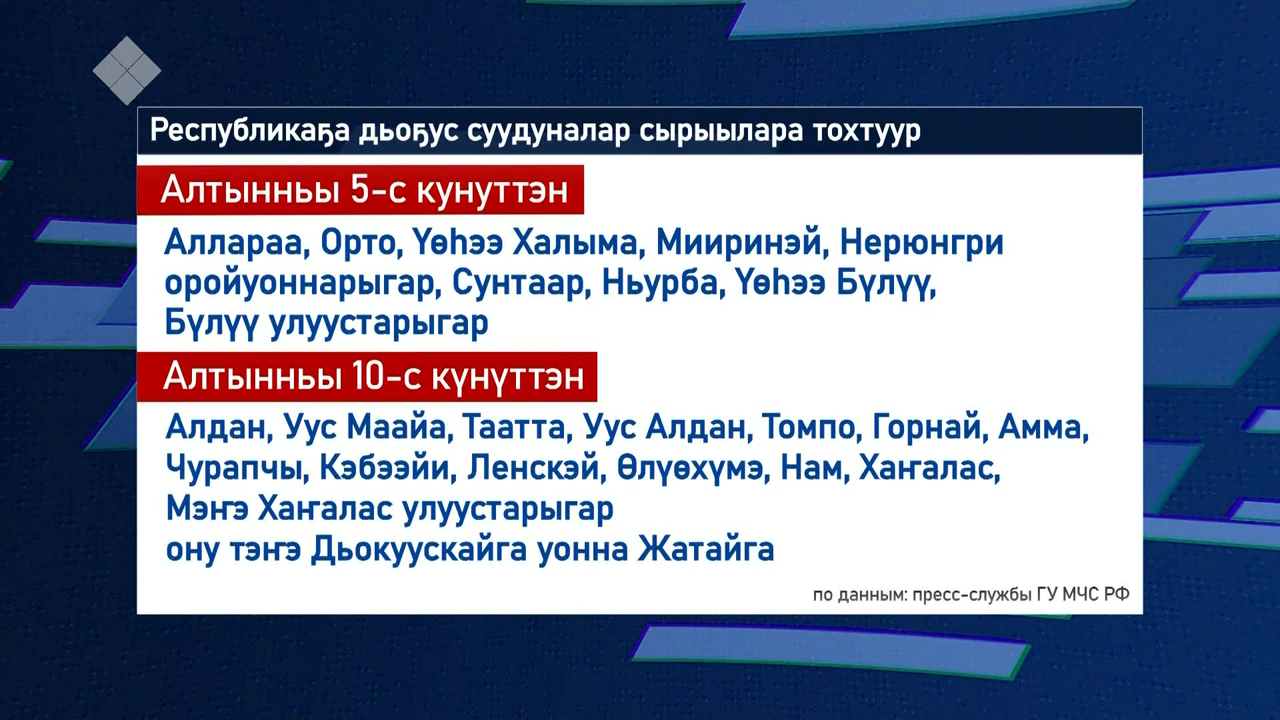 Республикаҕа дьоҕус суудуналар сырыылара тохтуур
Алтынньы 5-с кунуттэн
Аллараа, Орто, Үөһээ Халыма, Мииринэй, Нерюнгри
оройуоннарыгар, Сунтаар, Ньурба, Үөһээ Бүлүү,
Бүлүү улуустарыгар
Алтынньы 10-с күнүттэн
Алдан, Уус Маайа, Таатта, Уус Алдан, Томпо, Горнай, Амма,
Чурапчы, Кэбээйи, Ленскэй, Өлүөхүмэ, Нам, Хаҥалас,
Мэҥэ Хаҥалас улуустарыгар
ону тэҥэ Дьокуускайга уонна Жатайга
по данным: пресс-службы ГУ МЧС РФ